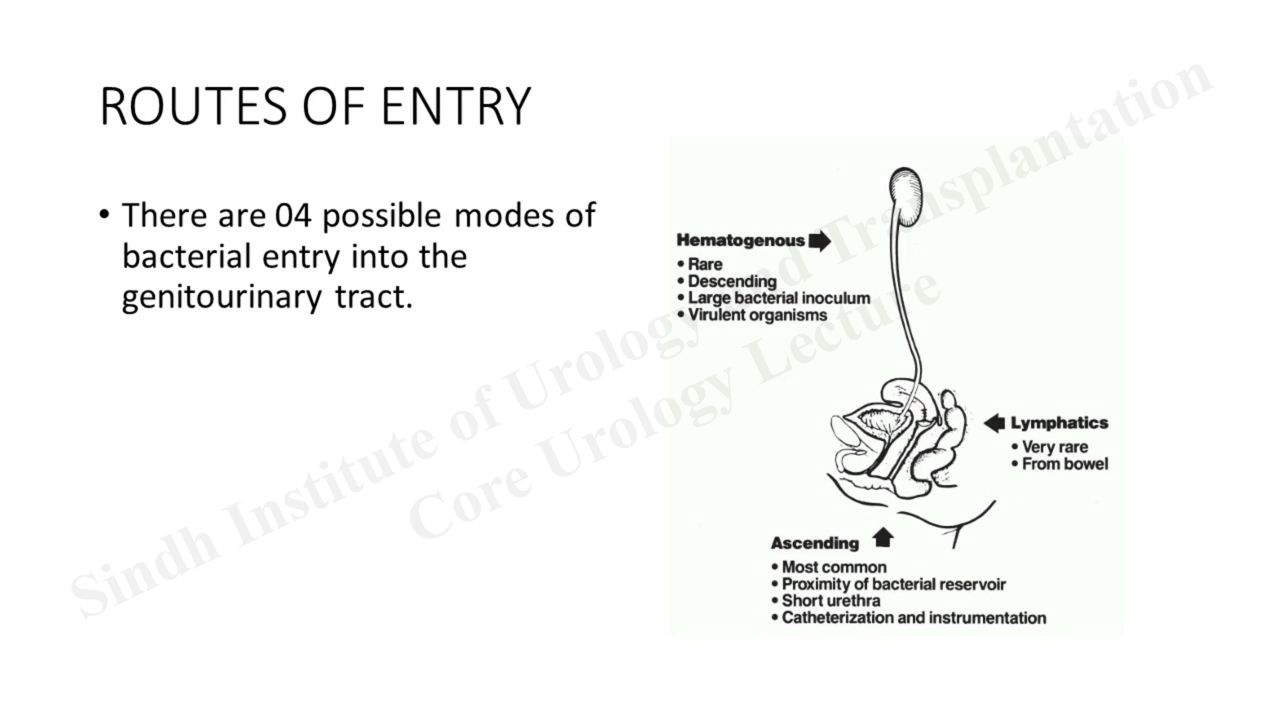 ROUTES OF ENTRY
• There are 04 possible modes of
bacterial entry into the
genitourinary tract.
Hematogenous
• Rare
• Descending
• Large bacterial inoculum
• Virulent organisms
Lymphatics
• Very rare
• From bowel
Ascending
• Most common
• Proximity of bacterial reservoir
• Short urethra
• Catheterization and instrumentation
Sindh Institute of Urology and Transplantation
Core Urology Lecture